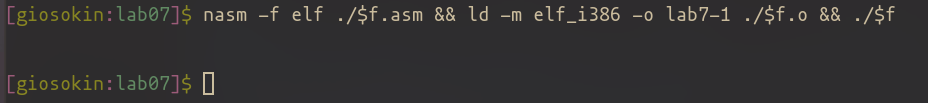 [giosokin:lab07]$ nasm -f elf ./$f.asm && ld -m elf_i386 -o lab7-1 ./$f.o && ./$f
[giosokin:lab07]$